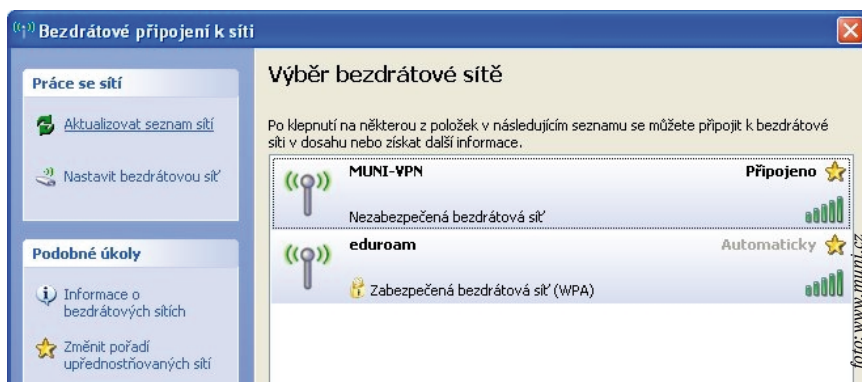 Bezdrátové připojení k síti
Práce se sítí
Aktualizovat seznam sítí
Nastavit bezdrátovou síť
Podobné úkoly
Informace o
bezdrátových sítích
Změnit pořadí
upřednostňovaných sítí
Výběr bezdrátové sítě
Po klepnutí na některou z položek v následujícím seznamu se můžete připojit k bezdrátové
síti v dosahu nebo získat další informace.
MUNI-VPN
Připojeno
Nezabezpečená bezdrátová síť
eduroam
Automaticky
Zabezpečená bezdrátová síť (WPA)
foto: www.muni.cz